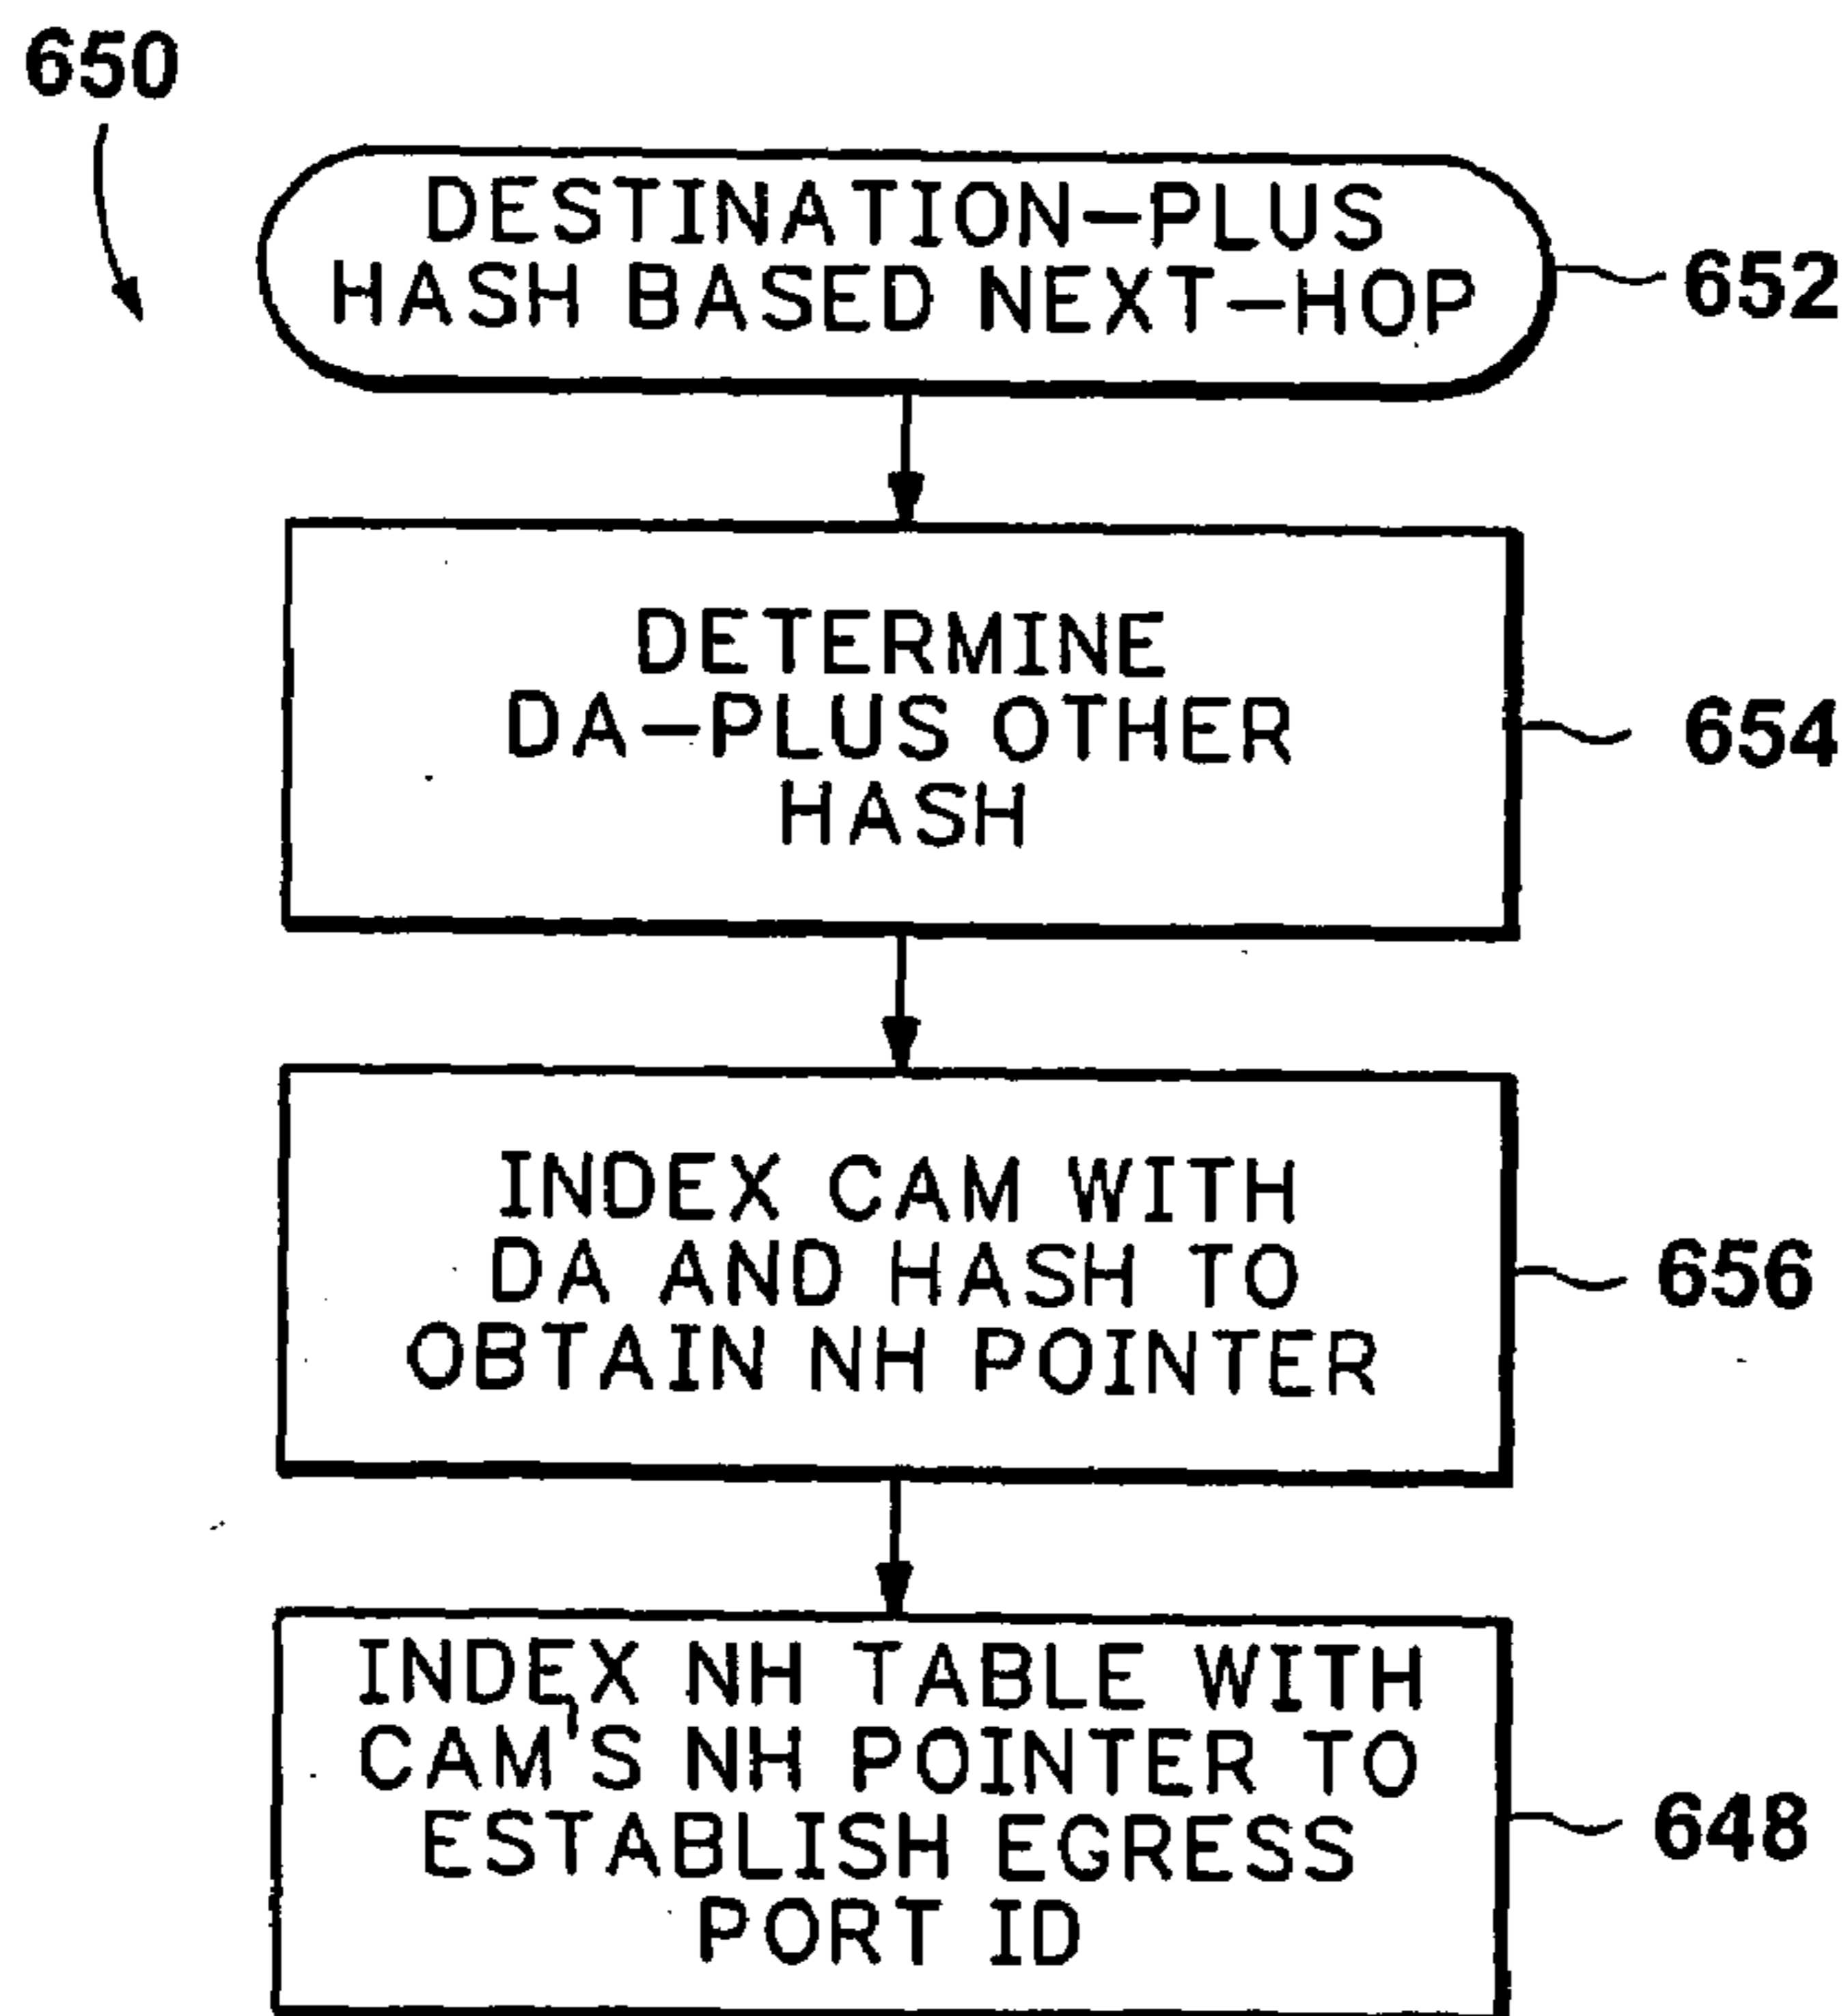 650
DESTINATION-PLUS
HASH BASED NEXT-HOP
652
DETERMINE
DA-PLUS OTHER
HASH
654
INDEX CAM WITH
DA AND HASH TO
OBTAIN NH POINTER
656
INDEX NH TABLE WITH
CAM'S NH POINTER TO
ESTABLISH EGRESS
PORT ID
648